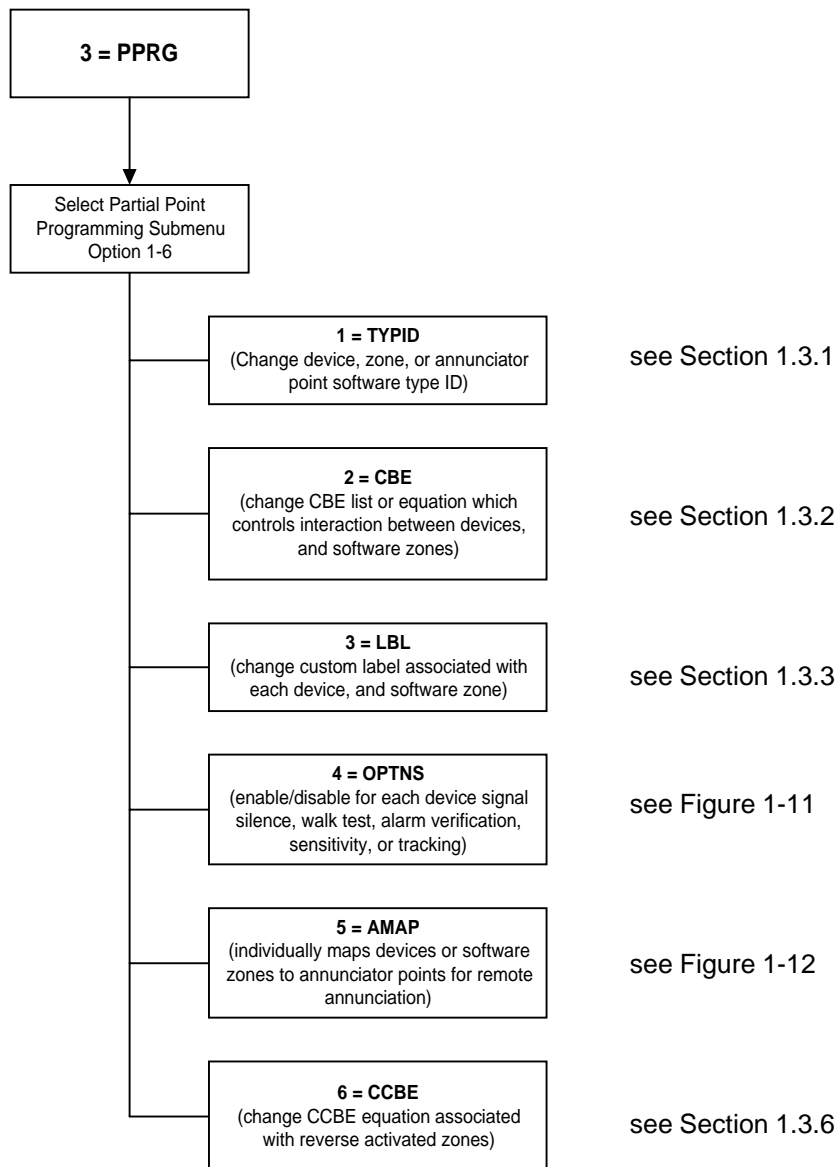 3 = PPRG
Select Partial Point
Programming Submenu
Option 1-6
1 = TYPID
(Change device, zone, or annunciator
point software type ID)
see Section 1.3.1
2 = CBE
(change CBE list or equation which
controls interaction between devices,
and software zones)
see Section 1.3.2
3 = LBL
(change custom label associated with
each device, and software zone)
see Section 1.3.3
4 = OPTNS
(enable/disable for each device signal
silence, walk test, alarm verification,
sensitivity, or tracking)
see Figure 1-11
5 = AMAP
(individually maps devices or software
zones to annunciator points for remote
annunciation)
see Figure 1-12
6 = CCBE
(change CCBE equation associated
with reverse activated zones)
see Section 1.3.6